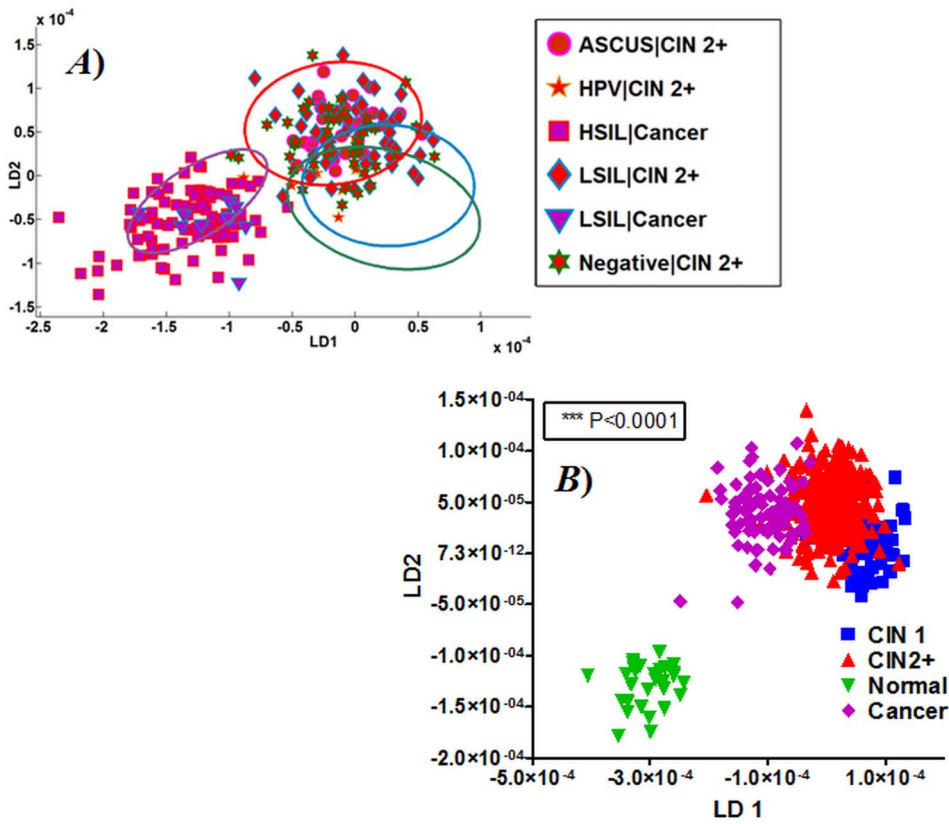 x 10-4
A)
1.5
1
0.5
0
-0.5
-1
-1.5
LD2
-2.5 -2 -1.5 -1 -0.5 0 0.5 1
LD1
x 10-4
ASCUS|CIN 2+
HPV|CIN 2+
HSIL|Cancer
LSIL|CIN 2+
LSIL|Cancer
Negative|CIN 2+
*** P<0.0001
B)
1.5×10-04
1.0×10-04
5.0×10-05
7.3×10-12
-5.0×10-05
-1.0×10-04
-1.5×10-04
-2.0×10-04
LD2
CIN 1
CIN2+
Normal
Cancer
-5.0×10-4 -3.0×10-4 -1.0×10-4 1.0×10-4
LD 1